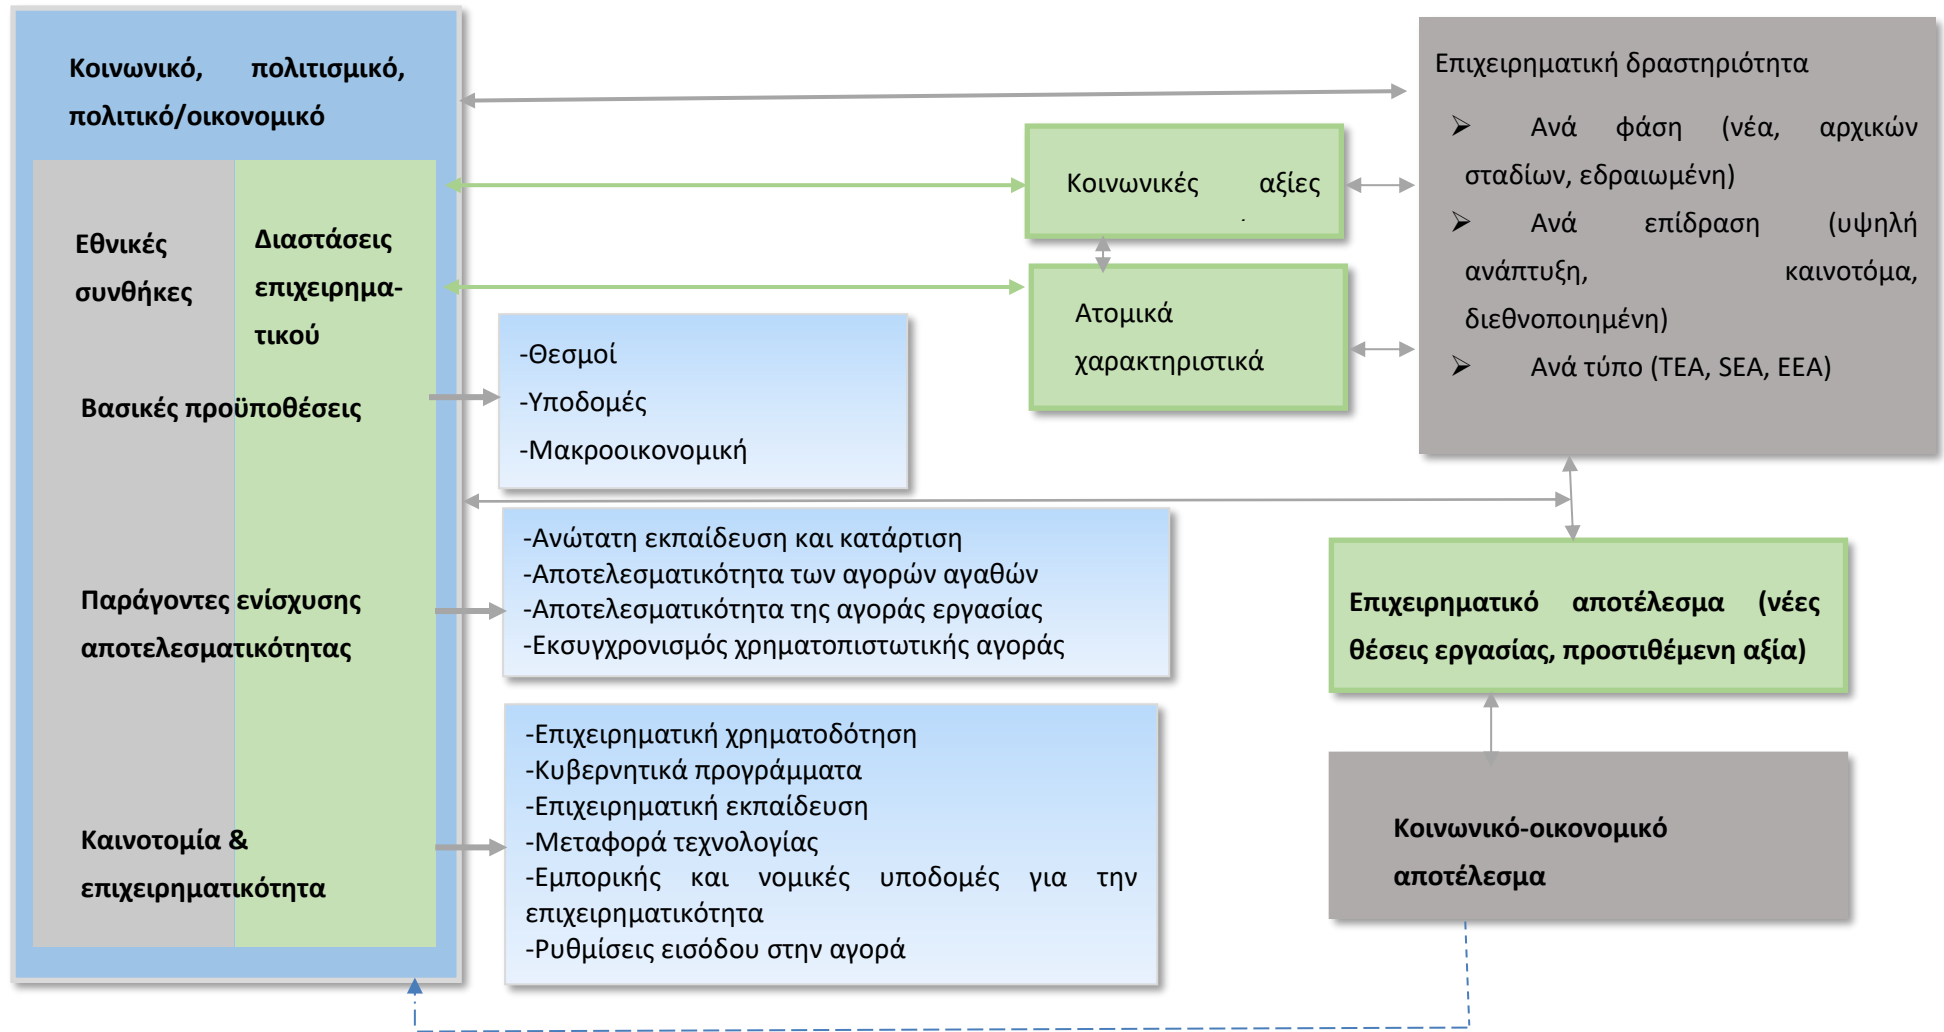 Κοινωνικό, πολιτισμικό,
πολιτικό/οικονομικό
Εθνικές
συνθήκες
Διαστάσεις
επιχειρημα-
τικού
Βασικές προϋποθέσεις
Παράγοντες ενίσχυσης
αποτελεσματικότητας
Καινοτομία &
επιχειρηματικότητα
-Θεσμοί
-Υποδομές
-Μακροοικονομική
-Ανώτατη εκπαίδευση και κατάρτιση
-Αποτελεσματικότητα των αγορών αγαθών
-Αποτελεσματικότητα της αγοράς εργασίας
-Εκσυγχρονισμός χρηματοπιστωτικής αγοράς
-Επιχειρηματική χρηματοδότηση
-Κυβερνητικά προγράμματα
-Επιχειρηματική εκπαίδευση
-Μεταφορά τεχνολογίας
-Εμπορικής και νομικές υποδομές για την
επιχειρηματικότητα
-Ρυθμίσεις εισόδου στην αγορά
Κοινωνικές αξίες
Ατομικά
χαρακτηριστικά
Επιχειρηματική δραστηριότητα
➢ Ανά φάση (νέα, αρχικών
σταδίων, εδραιωμένη)
➢ Ανά επίδραση (υψηλή
ανάπτυξη, καινοτόμα,
διεθνοποιημένη)
➢ Ανά τύπο (TEA, SEA, EEA)
Επιχειρηματικό αποτέλεσμα (νέες
θέσεις εργασίας, προστιθέμενη αξία)
Κοινωνικό-οικονομικό
αποτέλεσμα